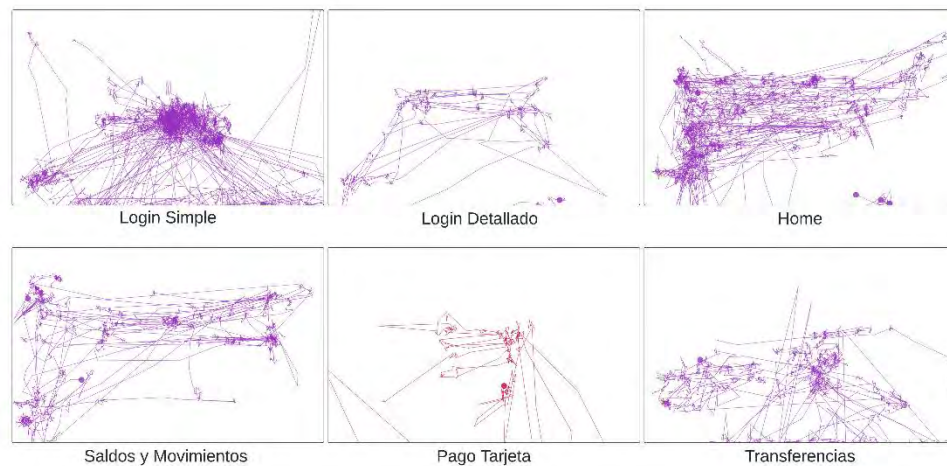 Login Simple
Login Detallado
Home
Saldos y Movimientos
Pago Tarjeta
Transferencias